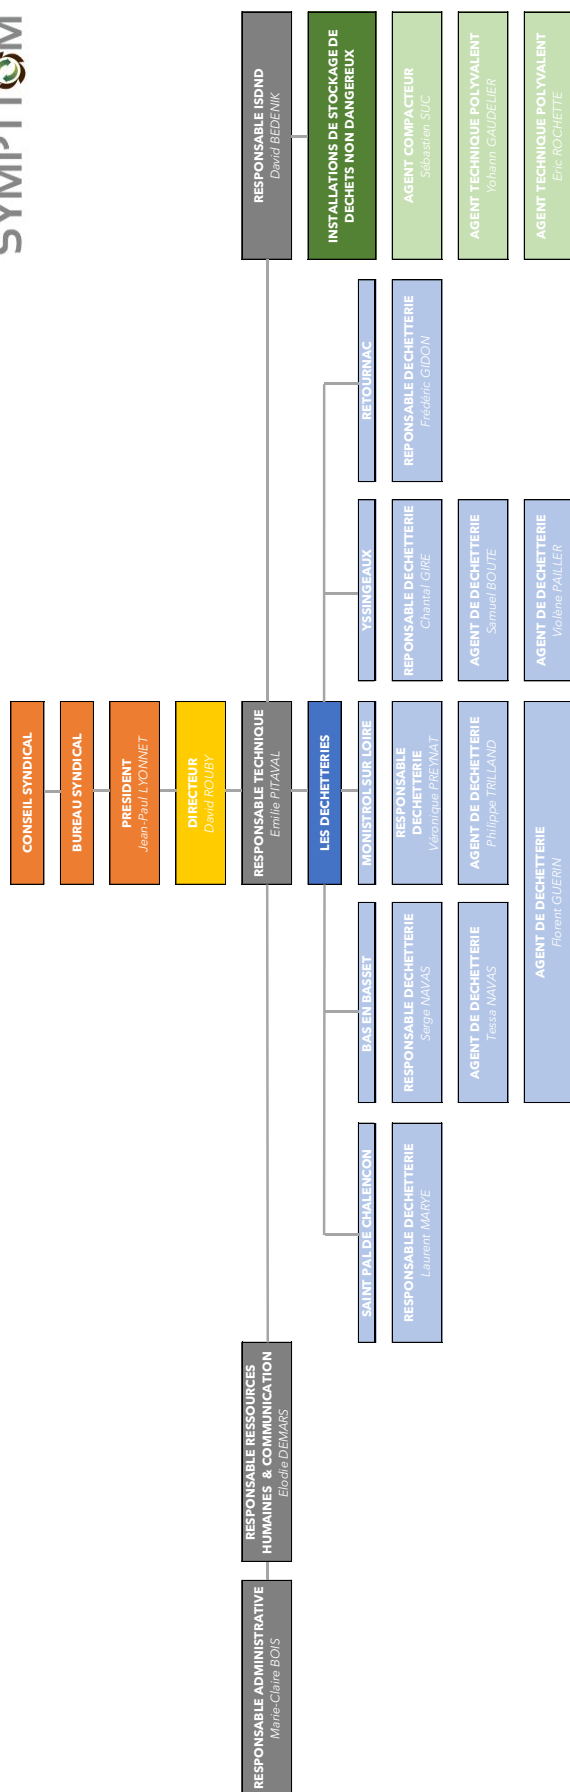 SYMPTTOM
CONSEIL SYNDICAL
BUREAU SYNDICAL
PRESIDENT
Jean-Paul LYONNET
DIRECTEUR
David ROUBY
RESPONSABLE ADMINISTRATIVE
Marie-Claire BOIS
RESPONSABLE RESSOURCES
HUMAINES & COMMUNICATION
Elodie DEMARS
RESPONSABLE TECHNIQUE
Emilie PITAVAL
RESPONSABLE ISDND
David BEDENIK
LES DECHETTERIES
INSTALLATIONS DE STOCKAGE DE
DECHETS NON DANGEREUX
SAINT PAL DE CHALENCON
RESPONSABLE DECHETTERIE
Laurent MARYE
BAS EN BASSET
RESPONSABLE DECHETTERIE
Serge NAVAS
AGENT DE DECHETTERIE
Tessa NAVAS
MONISTROL SUR LOIRE
RESPONSABLE
DECHETTERIE
Véronique PREYNAT
AGENT DE DECHETTERIE
Philippe TRILLAND
AGENT DE DECHETTERIE
Florent GUERIN
YSSINGEAUX
REPONSABLE DECHETTERIE
Chantal GIRE
AGENT DE DECHETTERIE
Samuel BOUTE
AGENT DE DECHETTERIE
Violène PAILLER
RETOURNAC
REPONSABLE DECHETTERIE
Frédéric GIDON
AGENT COMPACTEUR
Sébastien SUC
AGENT TECHNIQUE POLYVALENT
Yohann GAUDELIER
AGENT TECHNIQUE POLYVALENT
Eric ROCHETTE